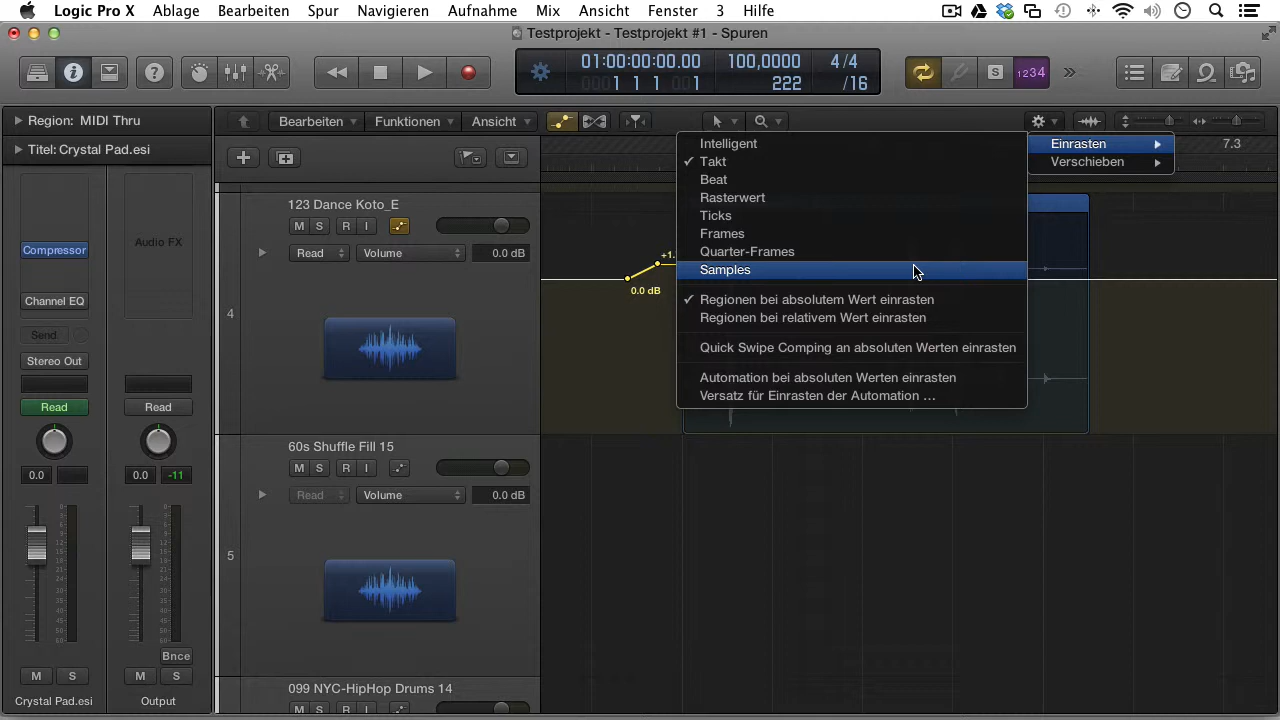 Logic Pro X Ablage Bearbeiten Spur Navigieren Aufnahme Mix Ansicht Fenster 3 Hilfe
Testprojekt - Testprojekt #1 - Spuren
01:00:00:00.00 100,0000 4/4
1 1 1 1 222 /16
S 1234
Region: MIDI Thru
Titel: Crystal Pad.esi
Bearbeiten Funktionen Ansicht
Einrasten
Verschieben
7.3
Intelligent
✓ Takt
Beat
Rasterwert
Ticks
Frames
Quarter-Frames
Samples
✓ Regionen bei absolutem Wert einrasten
Regionen bei relativem Wert einrasten
Quick Swipe Comping an absoluten Werten einrasten
Automation bei absoluten Werten einrasten
Versatz für Einrasten der Automation ...
Compressor
Channel EQ
Send
Stereo Out
Read
0.0
M S
Crystal Pad.esi
Audio FX
Read
0.0 -11
Bnce
M S
Output
4
123 Dance Koto_E
M S R I
Read Volume 0.0 dB
+1.
0.0 dB
5
60s Shuffle Fill 15
M S R I
Read Volume 0.0 dB
099 NYC-HipHop Drums 14
M S R I